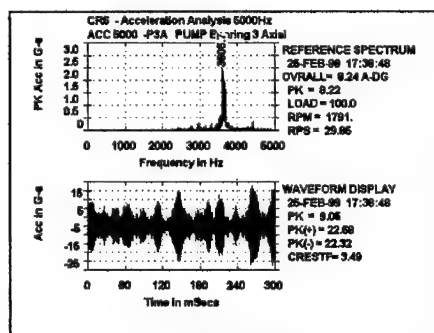 CRS - Acceleration Analysis 5000Hz
ACC 5000 -P3A PUMP Bearing 3 Axial
PK Acc in G-s
3.0
2.5
2.0
1.5
1.0
0.5
0
0 1000 2000 3000 4000 5000
Frequency in Hz
REFERENCE SPECTRUM
25-FEB-99 17:36:48
OVRALL= 9.24 A-DG
PK = 9.22
LOAD = 100.0
RPM = 1791.
RPS = 29.85
Acc in G-s
15
5
-5
-15
-25
0 60 120 180 240 300
Time in mSecs
WAVEFORM DISPLAY
25-FEB-99 17:36:48
PK = 9.05
PK(+) = 22.68
PK(-) = 22.32
CRESTF= 3.49